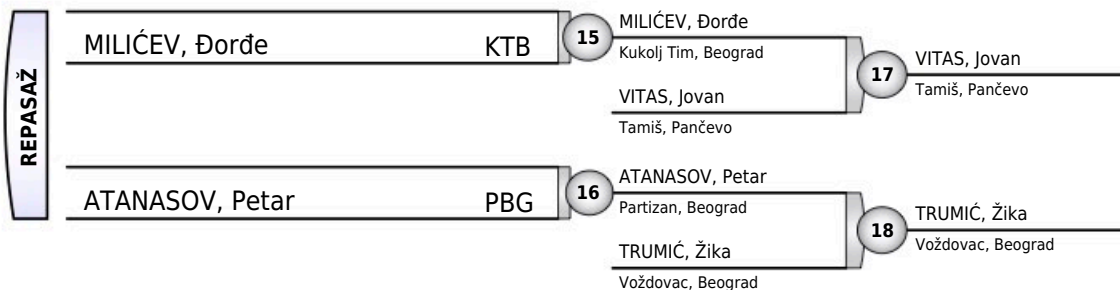 REPASAŽ
MILIĆEV, Đorđe KTB
15
MILIĆEV, Đorđe
Kukolj Tim, Beograd
VITAS, Jovan
Tamiš, Pančevo
17
VITAS, Jovan
Tamiš, Pančevo
ATANASOV, Petar PBG
16
ATANASOV, Petar
Partizan, Beograd
TRUMIĆ, Žika
Voždovac, Beograd
18
TRUMIĆ, Žika
Voždovac, Beograd